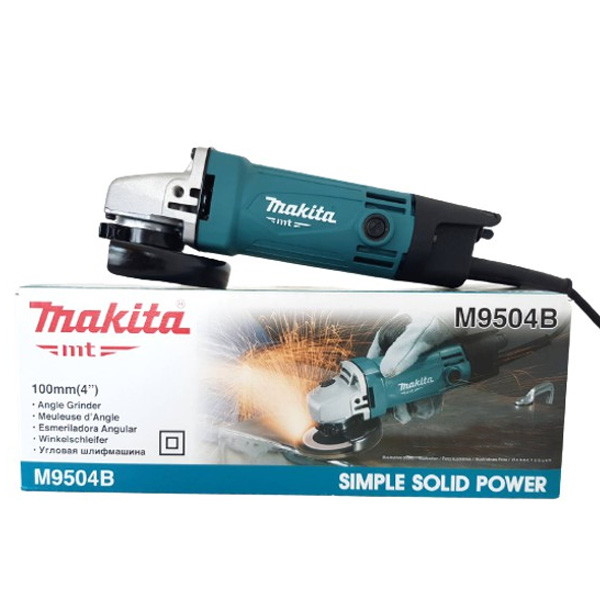 makita
mt
makita
mt
M9504B
100mm(4")
• Angle Grinder
• Meuleuse d'Angle
• Esmeriladora Angular
• Winkelschleifer
• Угловая шлифмашина
makita
M9504B
SIMPLE SOLID POWER